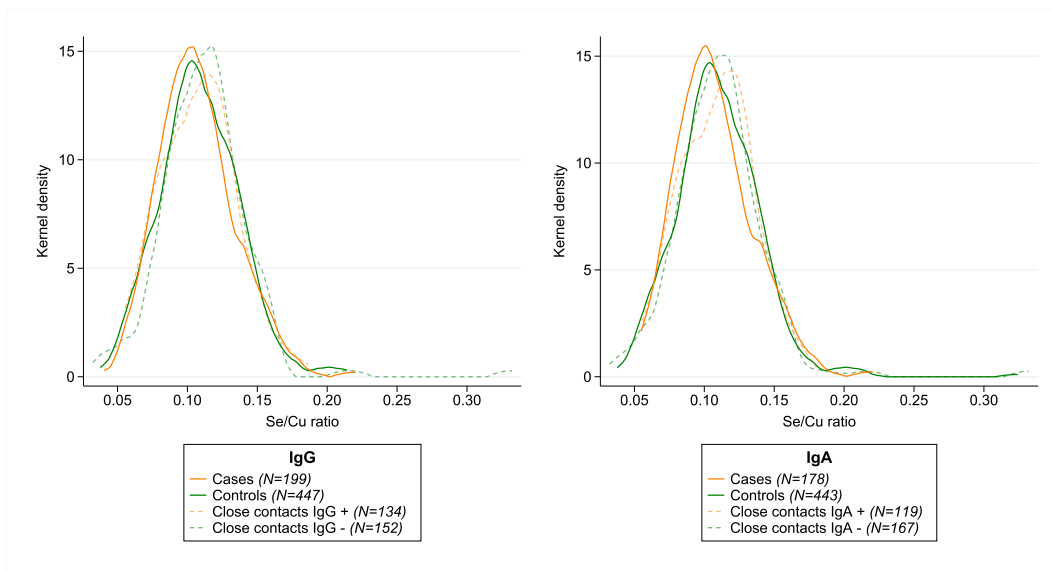 Kernel density
15
10
5
0
0.05 0.10 0.15 0.20 0.25 0.30
Se/Cu ratio
IgG
Cases (N=199)
Controls (N=447)
Close contacts IgG + (N=134)
Close contacts IgG - (N=152)
Kernel density
15
10
5
0
0.05 0.10 0.15 0.20 0.25 0.30
Se/Cu ratio
IgA
Cases (N=178)
Controls (N=443)
Close contacts IgA + (N=119)
Close contacts IgA - (N=167)